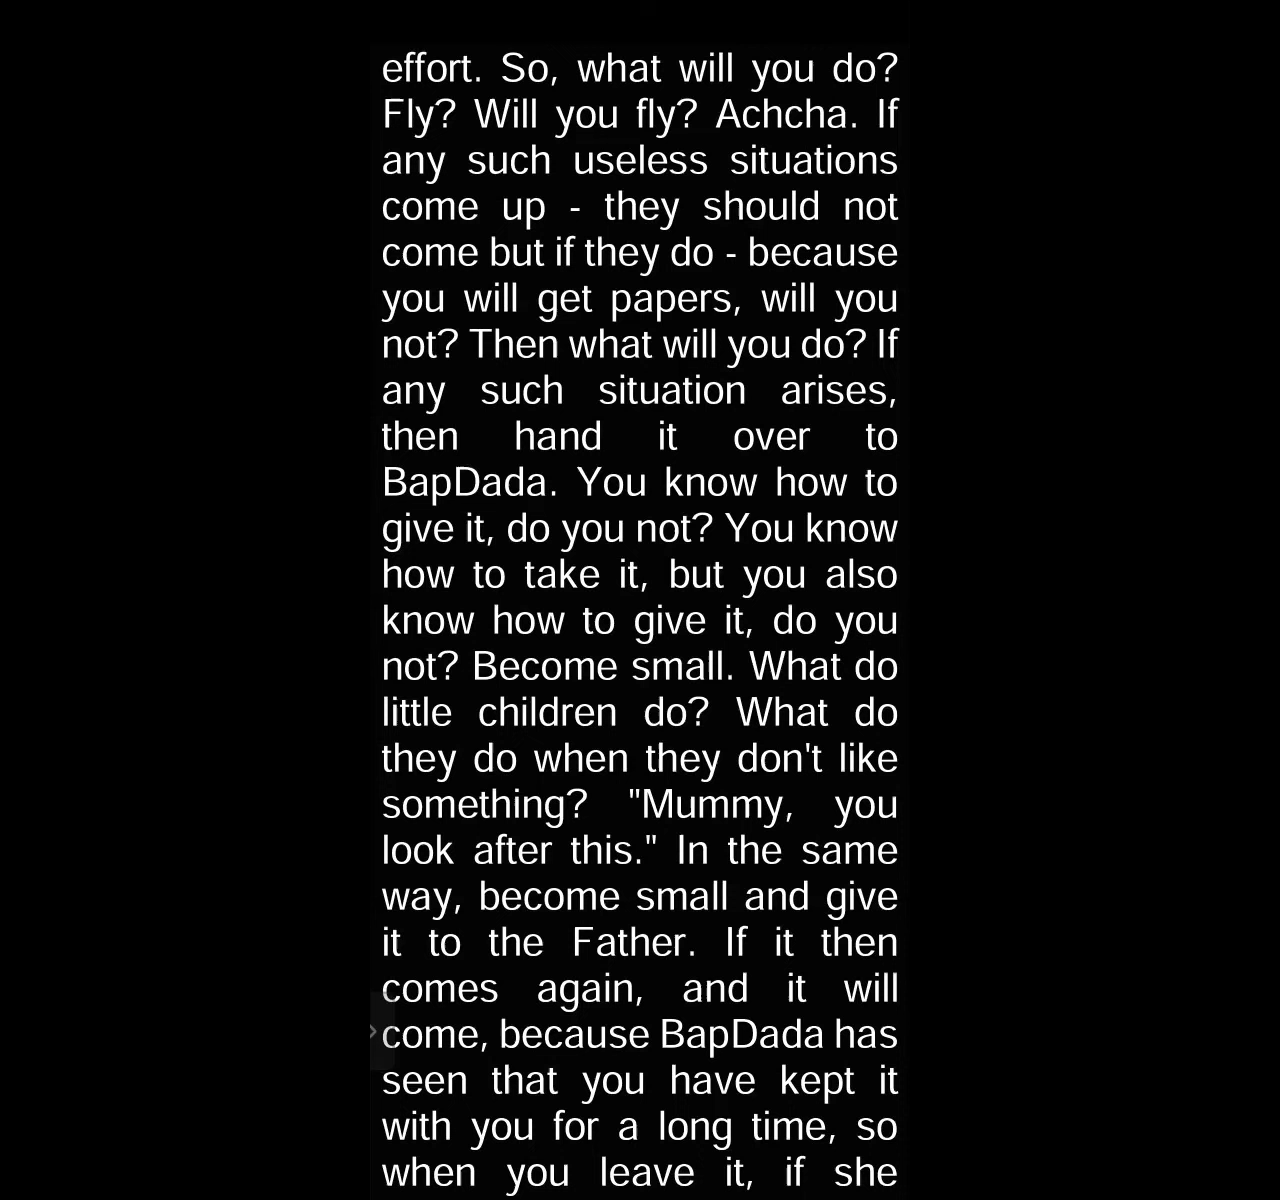 effort. So, what will you do?
Fly? Will you fly? Achcha. If
any such useless situations
come up - they should not
come but if they do - because
you will get papers, will you
not? Then what will you do? If
any such situation arises,
then hand it over to
BapDada. You know how to
give it, do you not? You know
how to take it, but you also
know how to give it, do you
not? Become small. What do
little children do? What do
they do when they don't like
something? "Mummy, you
look after this." In the same
way, become small and give
it to the Father. If it then
comes again, and it will
come, because BapDada has
seen that you have kept it
with you for a long time, so
when you leave it, if she